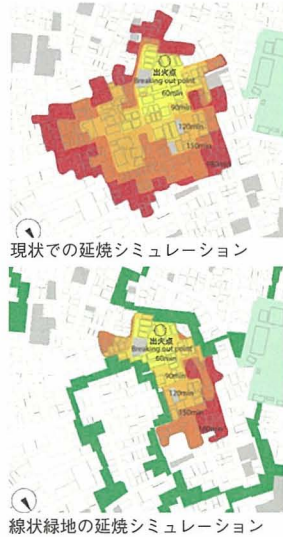 出火点
Breaking out point
60min
90min
120min
150min
180min
現状での延焼シミュレーション
出火点
Breaking out point
60min
90min
120min
150min
線状緑地の延焼シミュレーション